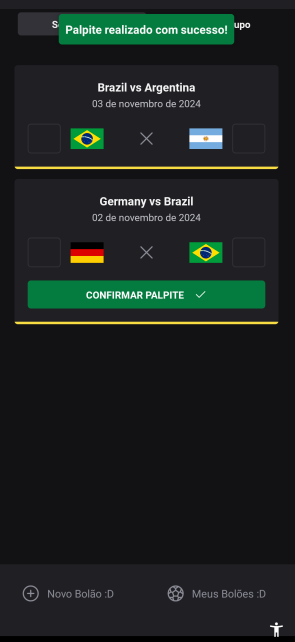 Palpite realizado com sucesso!
Brazil vs Argentina
03 de novembro de 2024
Germany vs Brazil
02 de novembro de 2024
CONFIRMAR PALPITE
Novo Bolão :D
Meus Bolões :D